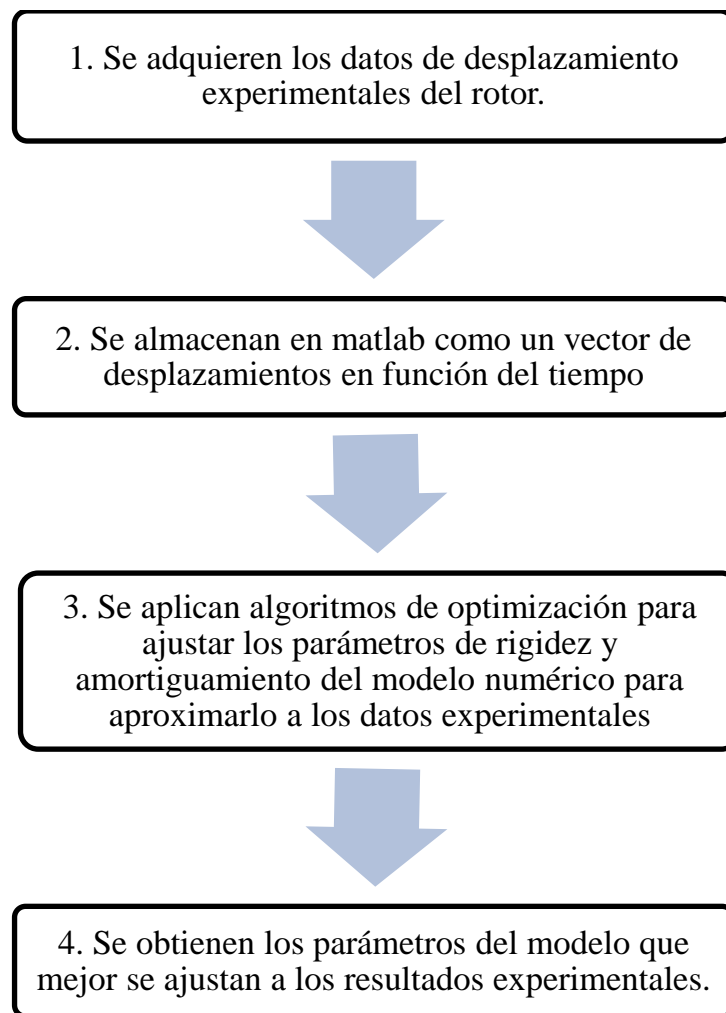 1. Se adquieren los datos de desplazamiento
experimentales del rotor.
2. Se almacenan en matlab como un vector de
desplazamientos en función del tiempo
3. Se aplican algoritmos de optimización para
ajustar los parámetros de rigidez y
amortiguamiento del modelo numérico para
aproximarlo a los datos experimentales
4. Se obtienen los parámetros del modelo que
mejor se ajustan a los resultados experimentales.